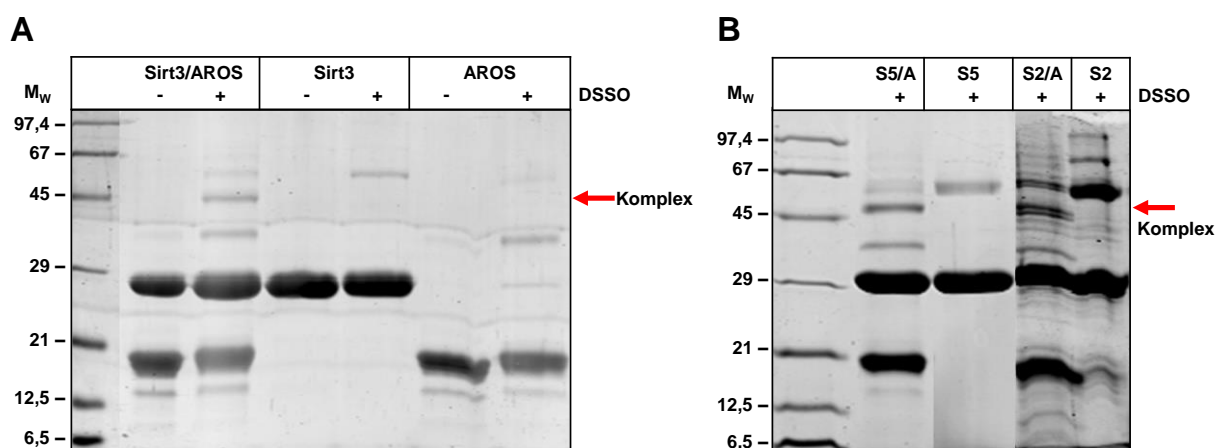 A
Sirt3/AROS Sirt3 AROS
Mw - + - + - + DSSO
97,4 –
67 –
45 –
Komplex
29 –
21 –
12,5 –
6,5 –
B
S5/A S5 S2/A S2
Mw + + + + DSSO
97,4 –
67 –
45 –
Komplex
29 –
21 –
12,5 –
6,5 –